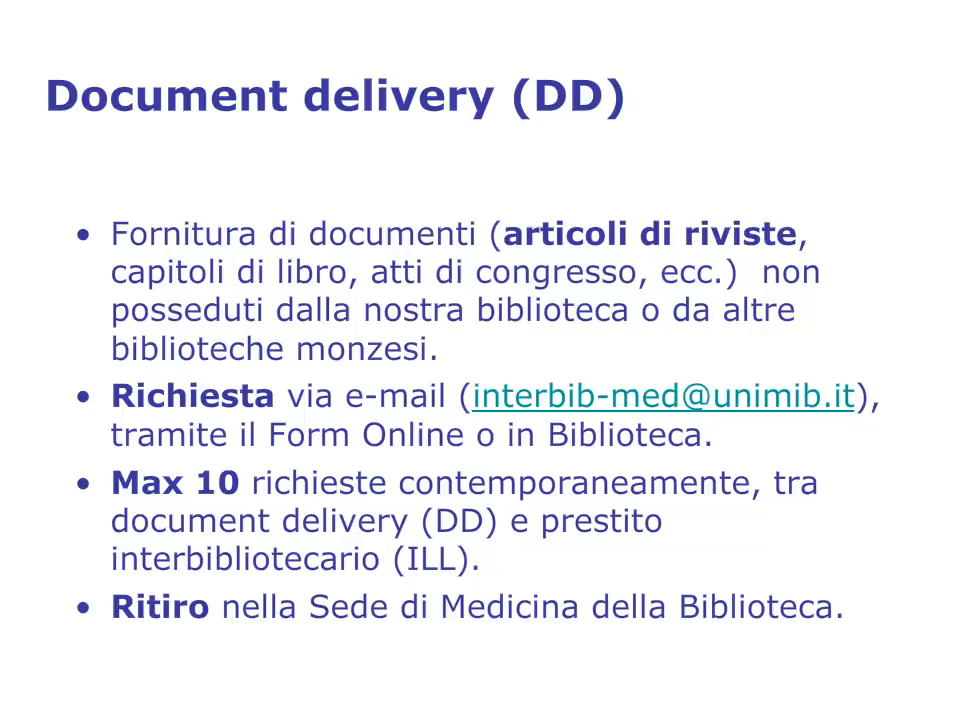 Document delivery (DD)
• Fornitura di documenti (articoli di riviste,
capitoli di libro, atti di congresso, ecc.)  non
posseduti dalla nostra biblioteca o da altre
biblioteche monzesi.
• Richiesta via e-mail (interbib-med@unimib.it),
tramite il Form Online o in Biblioteca.
• Max 10 richieste contemporaneamente, tra
document delivery (DD) e prestito
interbibliotecario (ILL).
• Ritiro nella Sede di Medicina della Biblioteca.